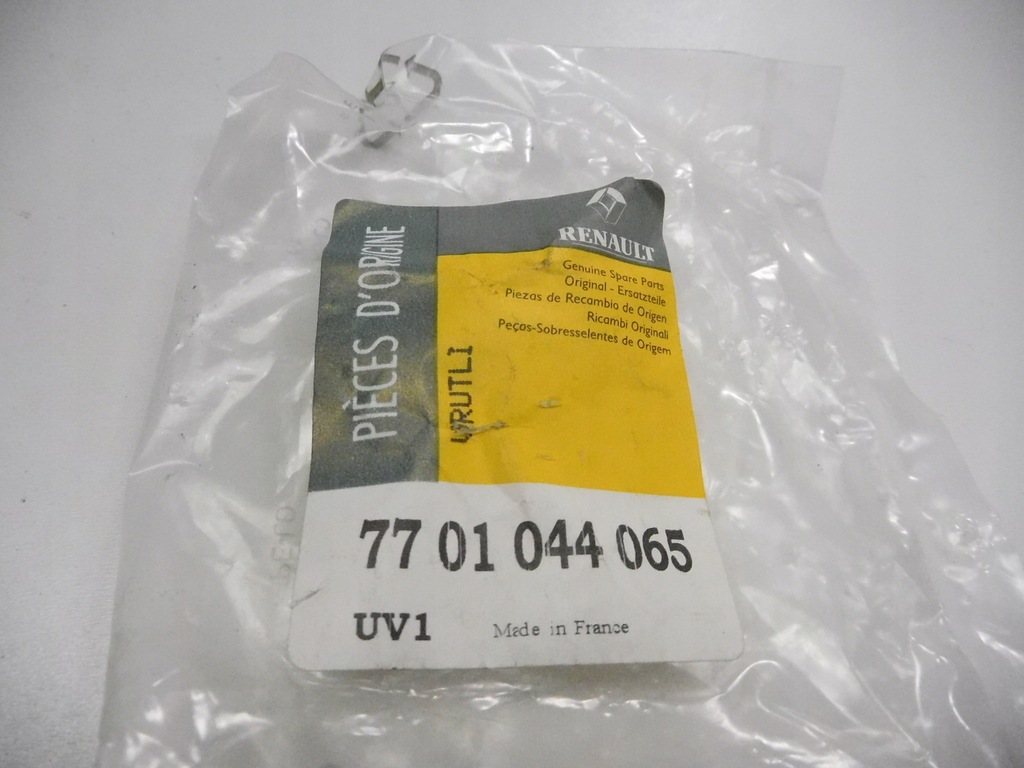 RENAULT
PIÈCES D'ORIGINE
Genuine Spare Parts
Original - Ersatzteile
Piezas de Recambio de Origen
Ricambi Originali
Peças-Sobresselentes de Origem
77 01 044 065
UV1 Made in France